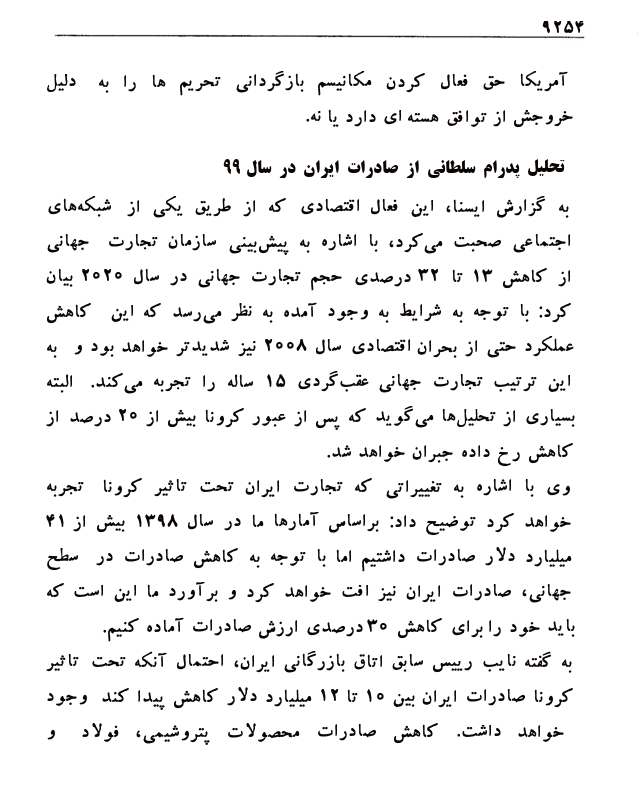 ۹۲۵۴
آمریکا حق فعال کردن مکانیسم بازگردانی تحریم ها را به دلیل
خروجش از توافق هسته ای دارد یا نه.
تحلیل پدرام سلطانی از صادرات ایران در سال ۹۹
به گزارش ایسنا، این فعال اقتصادی که از طریق یکی از شبکه‌های
اجتماعی صحبت می‌کرد، با اشاره به پیش‌بینی سازمان تجارت جهانی
از کاهش ۱۳ تا ۳۲ درصدی حجم تجارت جهانی در سال ۲۰۲۰ بیان
کرد: با توجه به شرایط به وجود آمده به نظر می‌رسد که این کاهش
عملکرد حتی از بحران اقتصادی سال ۲۰۰۸ نیز شدیدتر خواهد بود و به
این ترتیب تجارت جهانی عقب‌گردی ۱۵ ساله را تجربه می‌کند. البته
بسیاری از تحلیل‌ها می‌گوید که پس از عبور کرونا بیش از ۲۰ درصد از
کاهش رخ داده جبران خواهد شد.
وی با اشاره به تغییراتی که تجارت ایران تحت تاثیر کرونا تجربه
خواهد کرد توضیح داد: براساس آمارها ما در سال ۱۳۹۸ بیش از ۴۱
میلیارد دلار صادرات داشتیم اما با توجه به کاهش صادرات در سطح
جهانی، صادرات ایران نیز افت خواهد کرد و برآورد ما این است که
باید خود را برای کاهش ۳۰ درصدی ارزش صادرات آماده کنیم.
به گفته نایب رییس سابق اتاق بازرگانی ایران، احتمال آنکه تحت تاثیر
کرونا صادرات ایران بین ۱۰ تا ۱۲ میلیارد دلار کاهش پیدا کند وجود
خواهد داشت. کاهش صادرات محصولات پتروشیمی، فولاد و